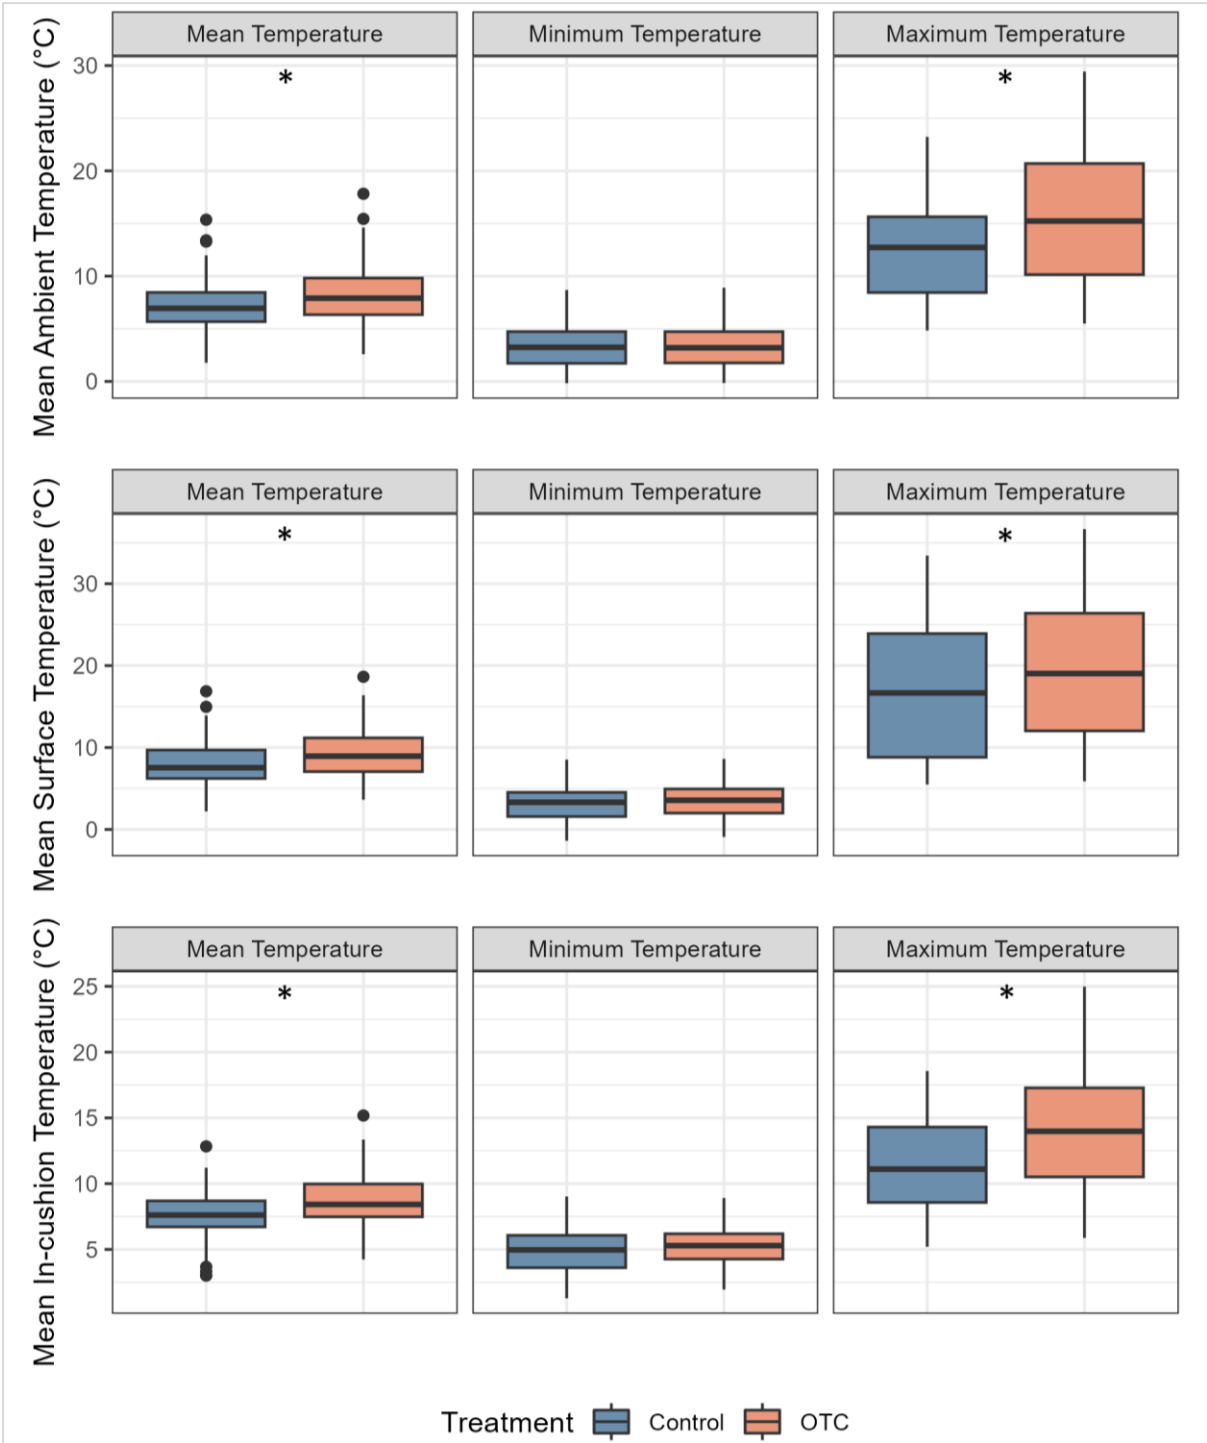 Mean Temperature Minimum Temperature Maximum Temperature
Mean Ambient Temperature (°C)
30
20
10
0
*
*
Mean Temperature Minimum Temperature Maximum Temperature
Mean Surface Temperature (°C)
30
20
10
0
*
*
Mean Temperature Minimum Temperature Maximum Temperature
Mean In-cushion Temperature (°C)
25
20
15
10
5
*
*
Treatment Control OTC